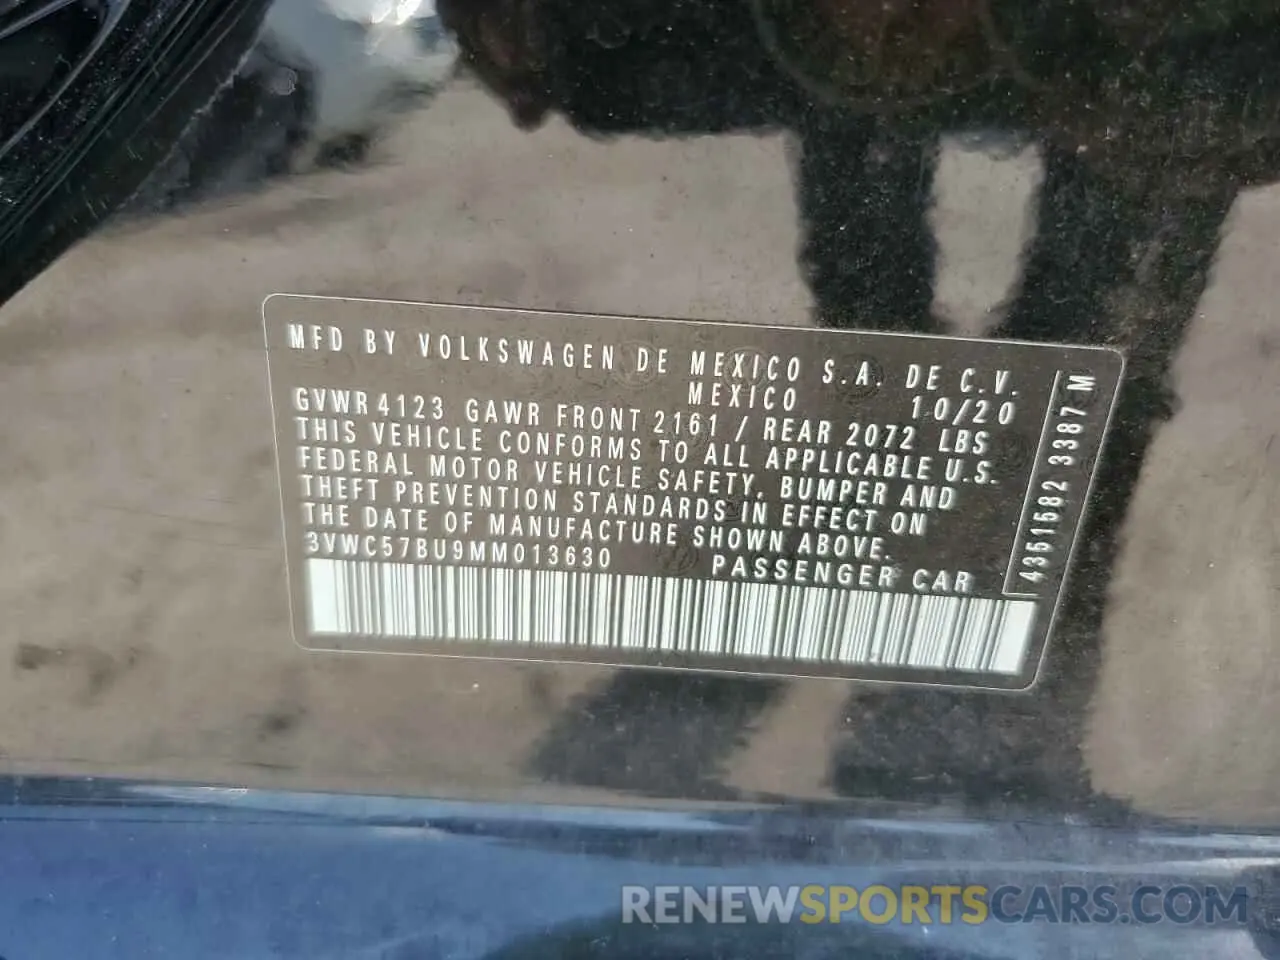 MFD BY VOLKSWAGEN DE MEXICO S.A. DE C.V.
MEXICO 10/20
GVWR 4123 GAWR FRONT 2161 / REAR 2072 LBS
THIS VEHICLE CONFORMS TO ALL APPLICABLE U.S.
FEDERAL MOTOR VEHICLE SAFETY, BUMPER AND
THEFT PREVENTION STANDARDS IN EFFECT ON
THE DATE OF MANUFACTURE SHOWN ABOVE.
3VWC57BU9MM013630 PASSENGER CAR
4351582 3387 M
RENEWSPORTSCARS.COM